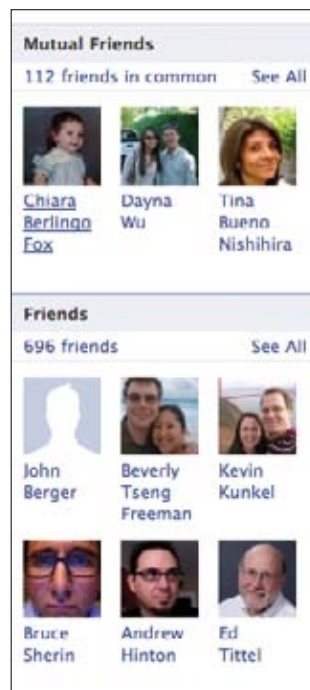 Mutual Friends
112 friends in common See All
Chiara Dayna Tina
Berlingo Wu Bueno
Fox Nishihira
Friends
696 friends See All
John Beverly Kevin
Berger Tseng Kunkel
Freeman
Bruce Andrew Ed
Sherin Hinton Tittel